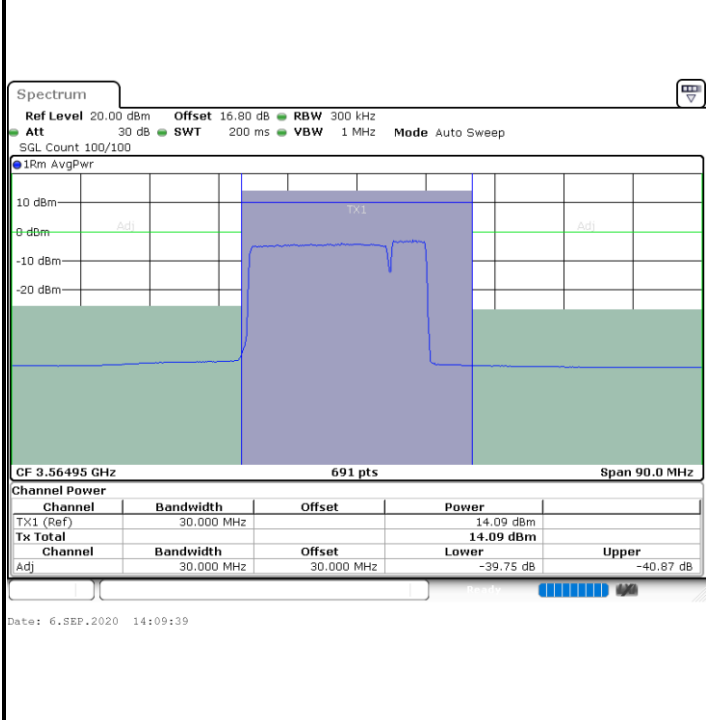 Spectrum
Ref Level 20.00 dBm Offset 16.80 dB RBW 300 kHz
Att 30 dB SWT 200 ms VBW 1 MHz Mode Auto Sweep
SGL Count 100/100
1Rm AvgPwr
10 dBm
TX1
Adj Adj
0 dBm
-10 dBm
-20 dBm
CF 3.56495 GHz 691 pts Span 90.0 MHz
Channel Power
Channel Bandwidth Offset Power
TX1 (Ref) 30.000 MHz 14.09 dBm
Tx Total 14.09 dBm
Channel Bandwidth Offset Lower Upper
Adj 30.000 MHz 30.000 MHz -39.75 dB -40.87 dB
Ready
Date: 6.SEP.2020 14:09:39